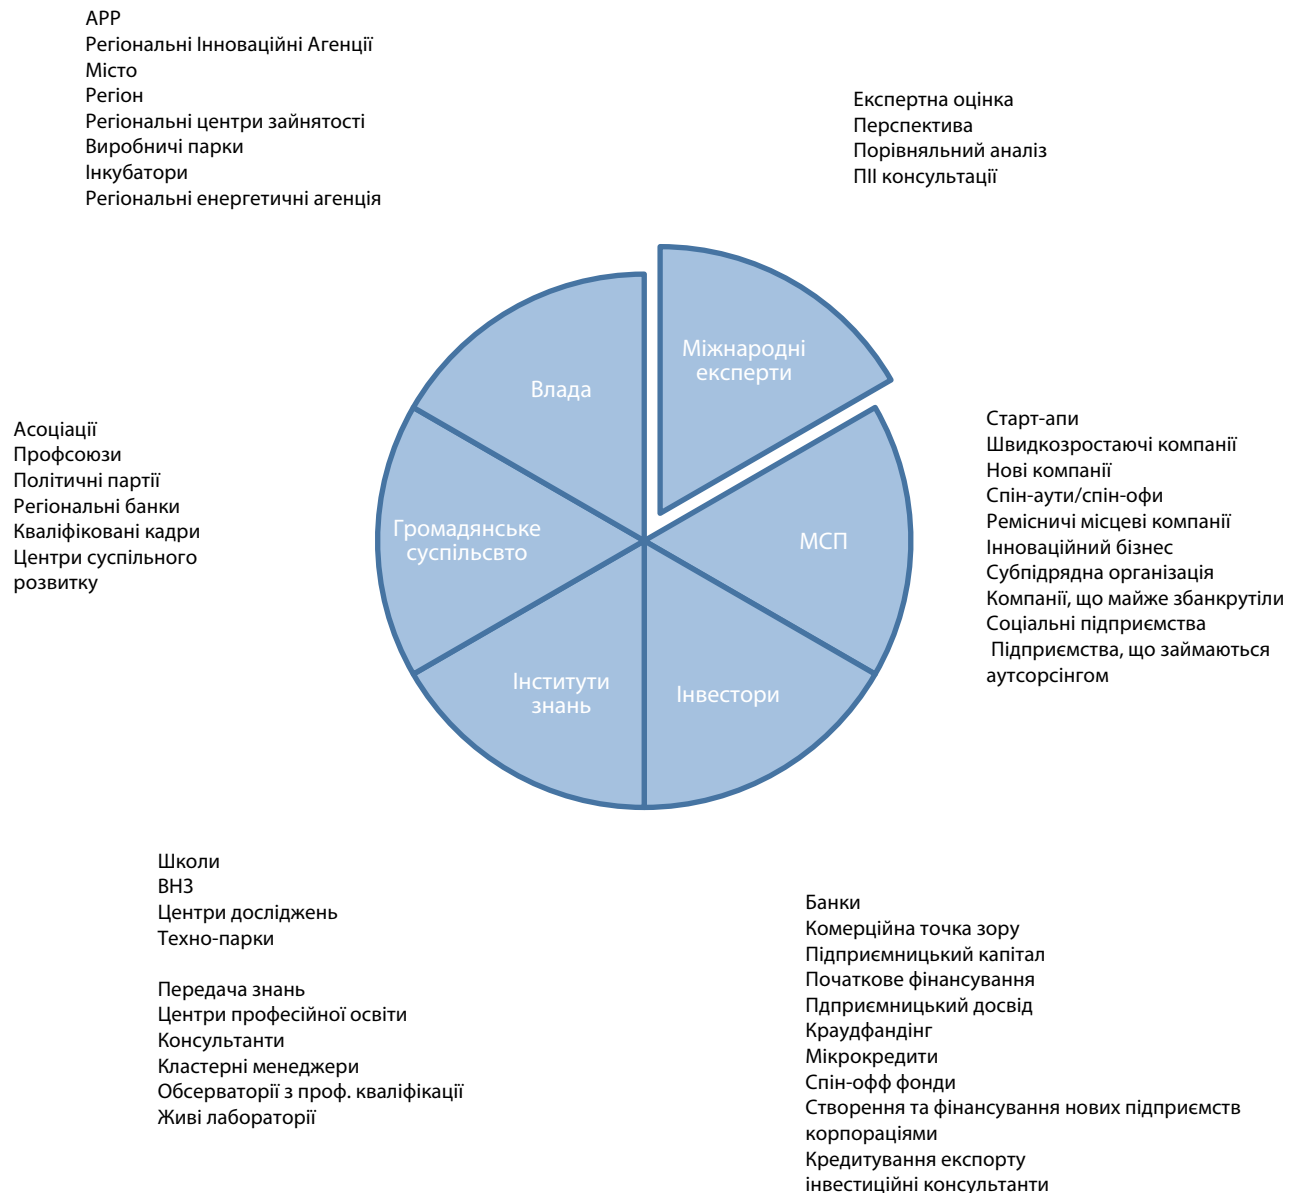 АРР
Регіональні Інноваційні Агенції
Місто
Регіон
Регіональні центри зайнятості
Виробничі парки
Інкубатори
Регіональні енергетичні агенція
Експертна оцінка
Перспектива
Порівняльний аналіз
ПІІ консультації
Міжнародні
експерти
Влада
Асоціації
Профсоюзи
Політичні партії
Регіональні банки
Кваліфіковані кадри
Центри суспільного
розвитку
Громадянське
суспільсвто
МСП
Старт-апи
Швидкозростаючі компанії
Нові компанії
Спін-аути/спін-офи
Ремісничі місцеві компанії
Інноваційний бізнес
Субпідрядна організація
Компанії, що майже збанкрутіли
Соціальні підприємства
Підприємства, що займаються
аутсорсінгом
Інститути
знань
Інвестори
Школи
ВНЗ
Центри досліджень
Техно-парки
Передача знань
Центри професійної освіти
Консультанти
Кластерні менеджери
Обсерваторії з проф. кваліфікації
Живі лабораторії
Банки
Комерційна точка зору
Підприємницький капітал
Початкове фінансування
Пдприємницький досвід
Краудфандінг
Мікрокредити
Спін-офф фонди
Створення та фінансування нових підприємств
корпораціями
Кредитування експорту
інвестиційні консультанти